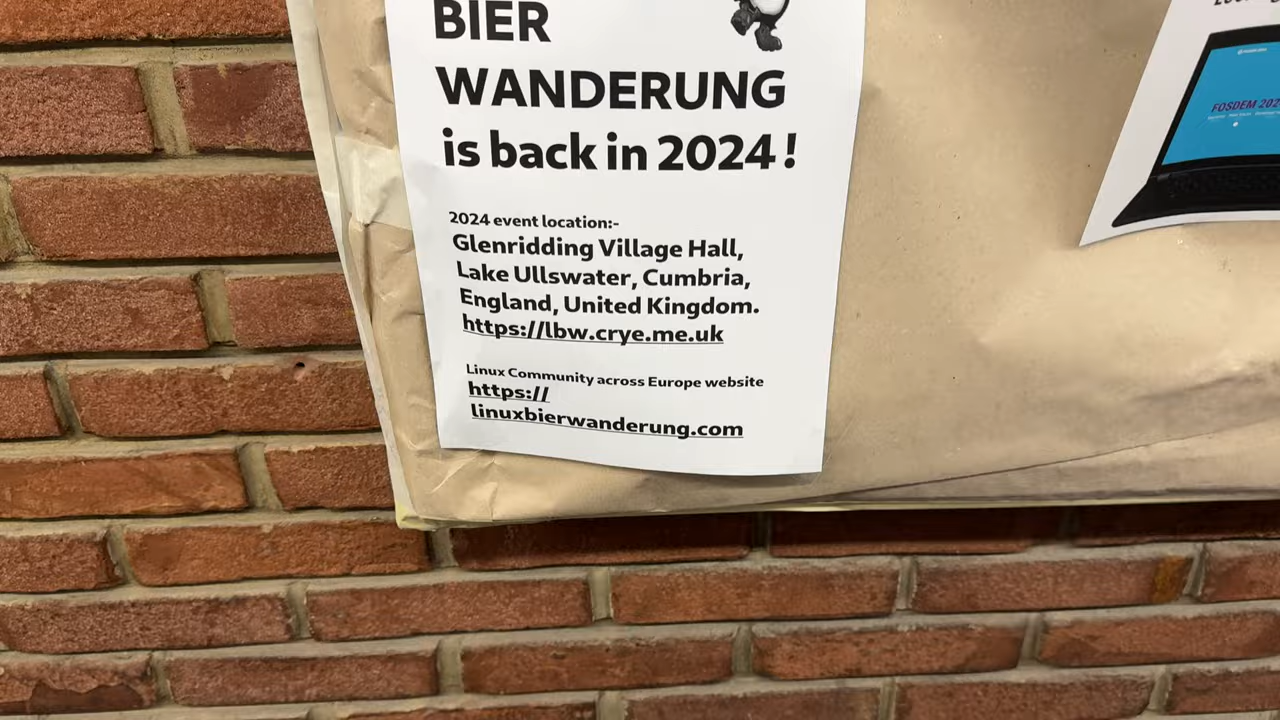 BIER
WANDERUNG
is back in 2024!
2024 event location:-
Glenridding Village Hall,
Lake Ullswater, Cumbria,
England, United Kingdom.
https://lbw.crye.me.uk
Linux Community across Europe website
https://
linuxbierwanderung.com
FOSDEM 202